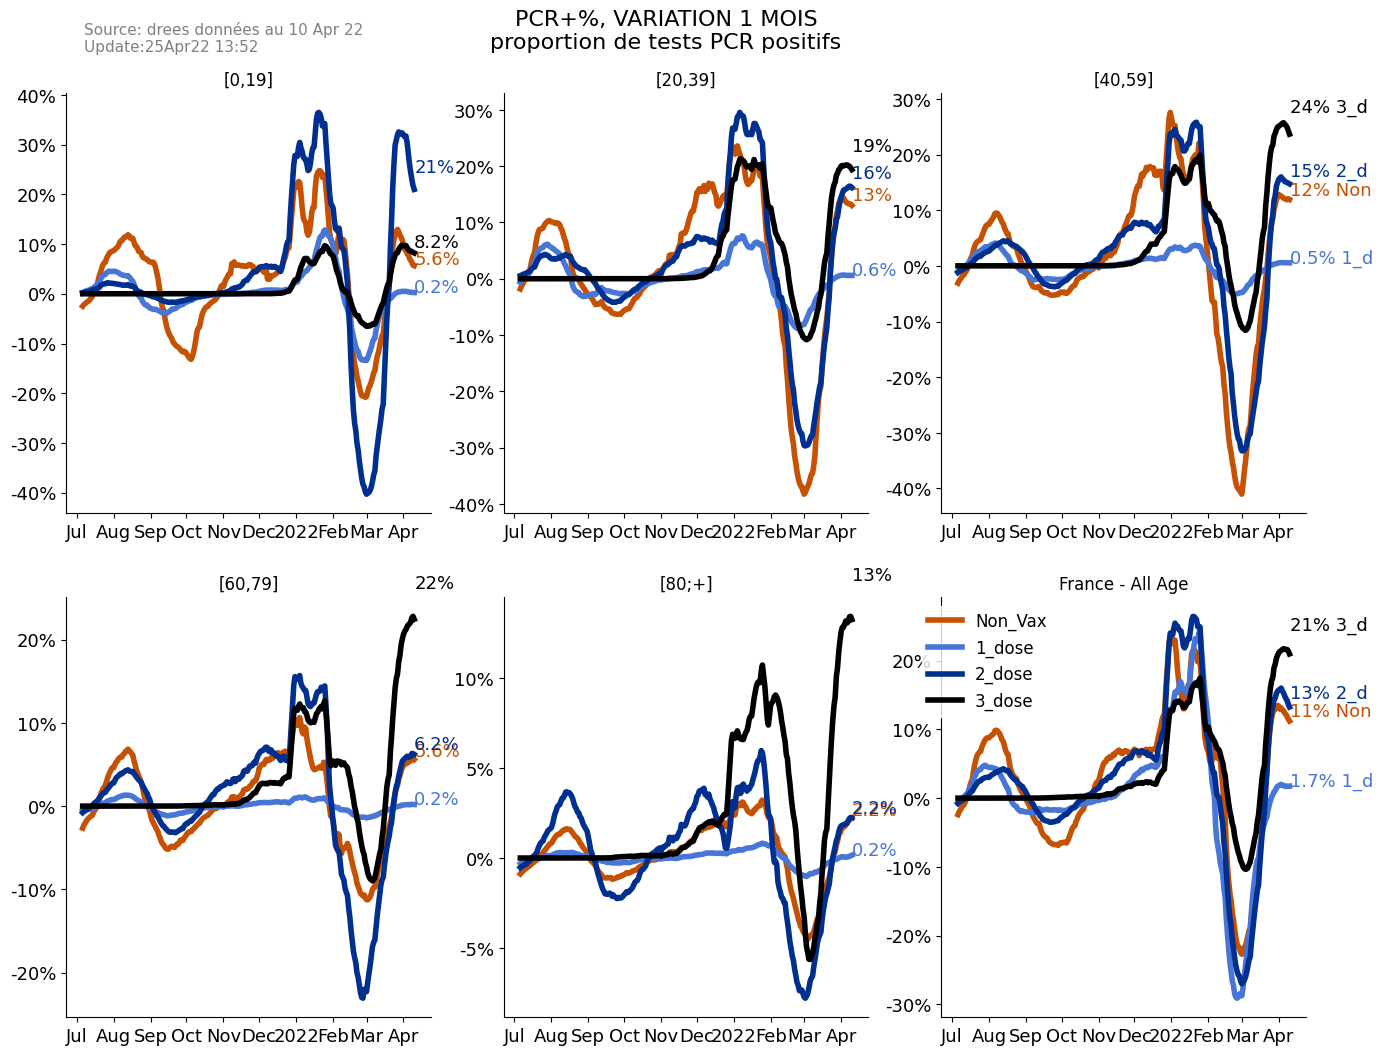 Source: drees données au 10 Apr 22
Update:25Apr22 13:52
PCR+%, VARIATION 1 MOIS
proportion de tests PCR positifs
[0,19]
40%
30%
20%
10%
0%
-10%
-20%
-30%
-40%
21%
8.2%
5.6%
0.2%
Jul Aug Sep Oct Nov Dec 2022 Feb Mar Apr
[20,39]
30%
20%
10%
0%
-10%
-20%
-30%
-40%
19%
16%
13%
0.6%
Jul Aug Sep Oct Nov Dec 2022 Feb Mar Apr
[40,59]
30%
20%
10%
0%
-10%
-20%
-30%
-40%
24% 3_d
15% 2_d
12% Non
0.5% 1_d
Jul Aug Sep Oct Nov Dec 2022 Feb Mar Apr
[60,79]
20%
10%
0%
-10%
-20%
22%
6.2%
5.6%
0.2%
Jul Aug Sep Oct Nov Dec 2022 Feb Mar Apr
[80;+]
10%
5%
0%
-5%
13%
2.2%
2.2%
0.2%
Jul Aug Sep Oct Nov Dec 2022 Feb Mar Apr
France - All Age
Non_Vax
1_dose
2_dose
3_dose
20%
10%
0%
-10%
-20%
-30%
21% 3_d
13% 2_d
11% Non
1.7% 1_d
Jul Aug Sep Oct Nov Dec 2022 Feb Mar Apr